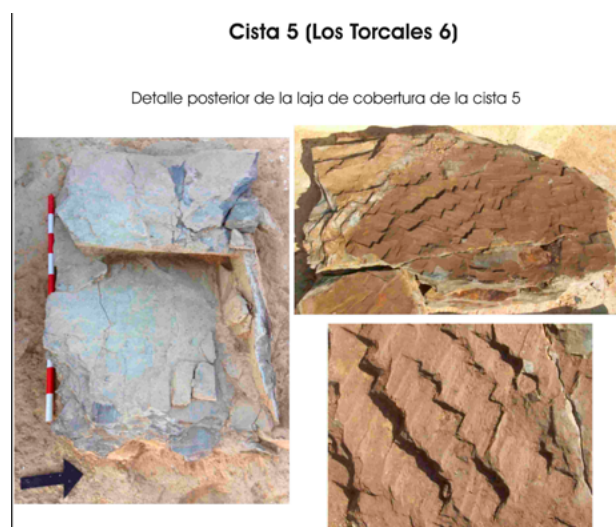 Cista 5 (Los Torcales 6)
Detalle posterior de la laja de cobertura de la cista 5